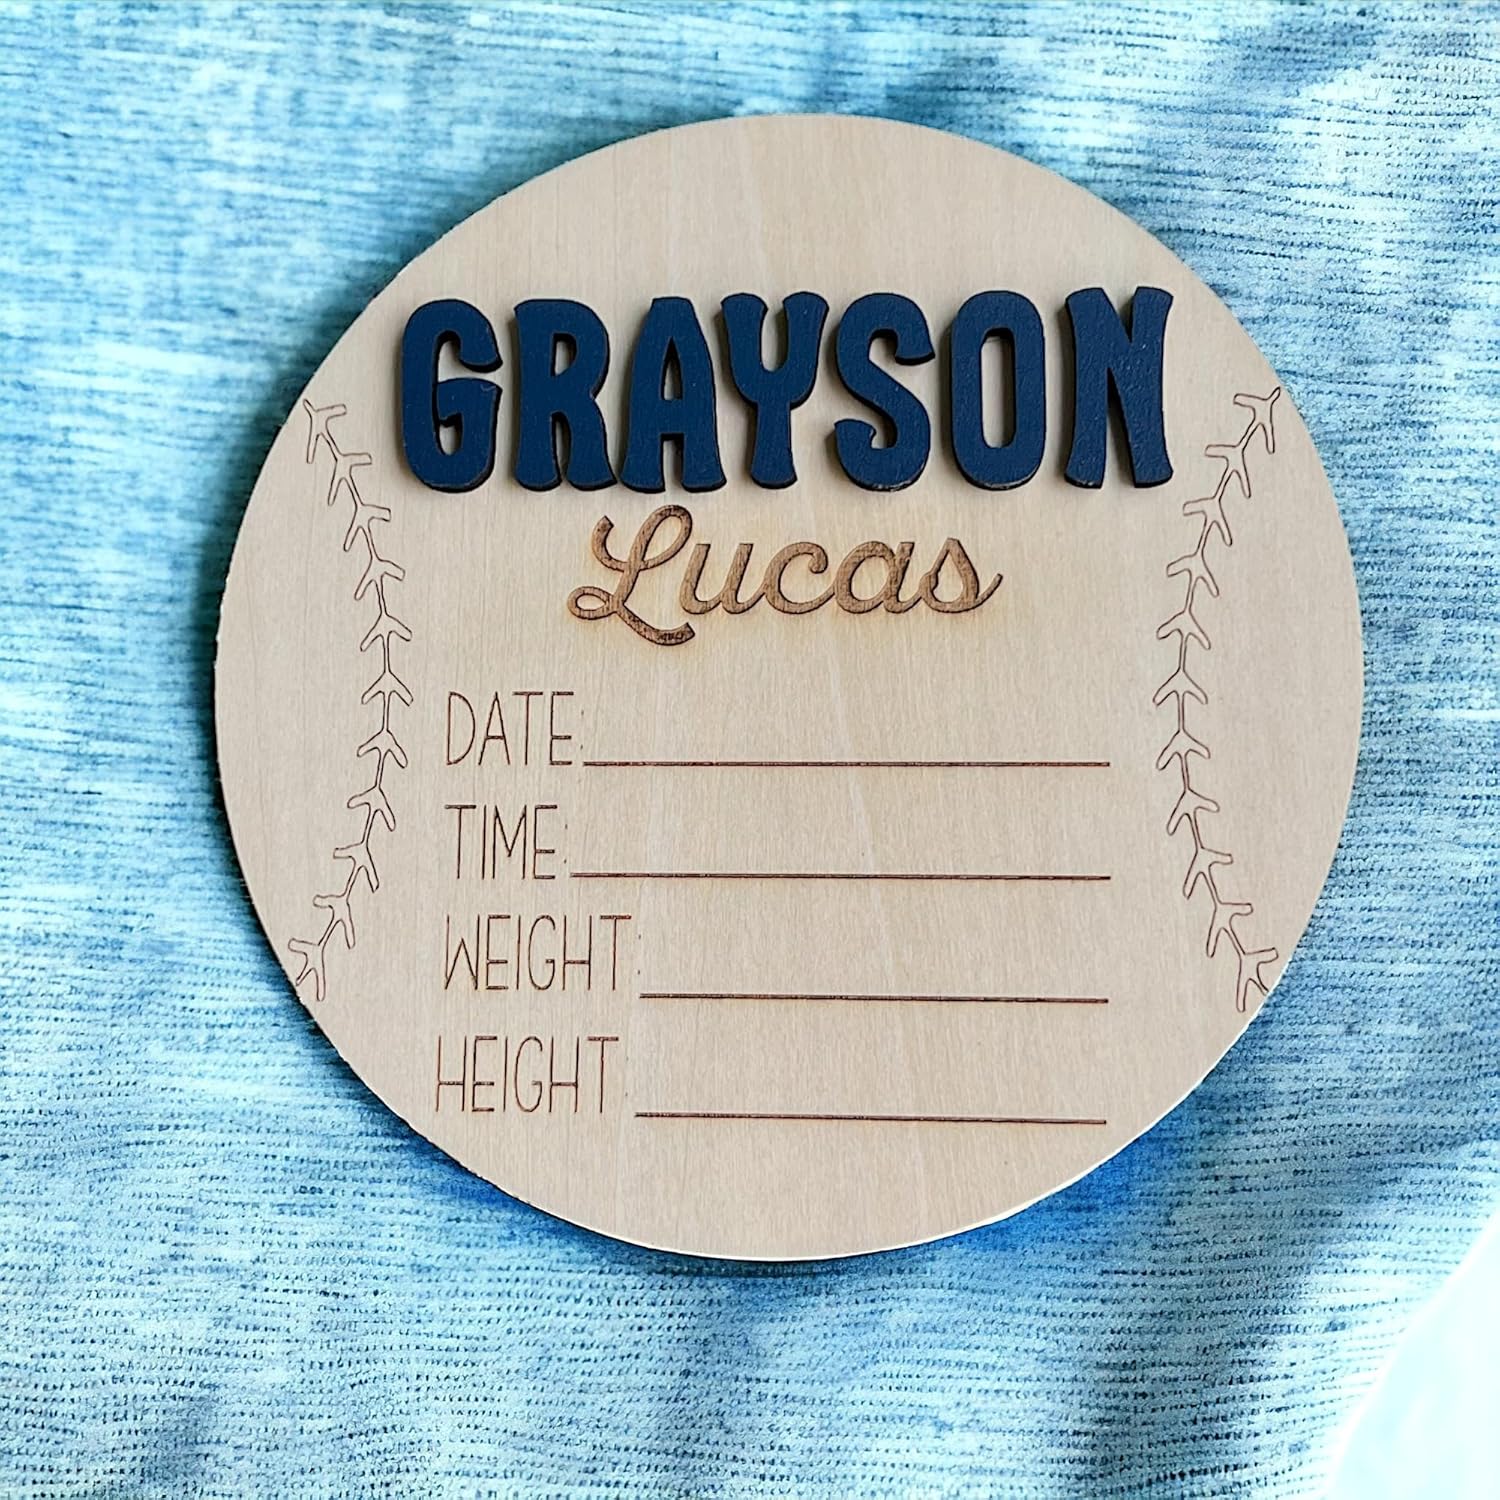 GRAYSON
Lucas
DATE
TIME
WEIGHT
HEIGHT